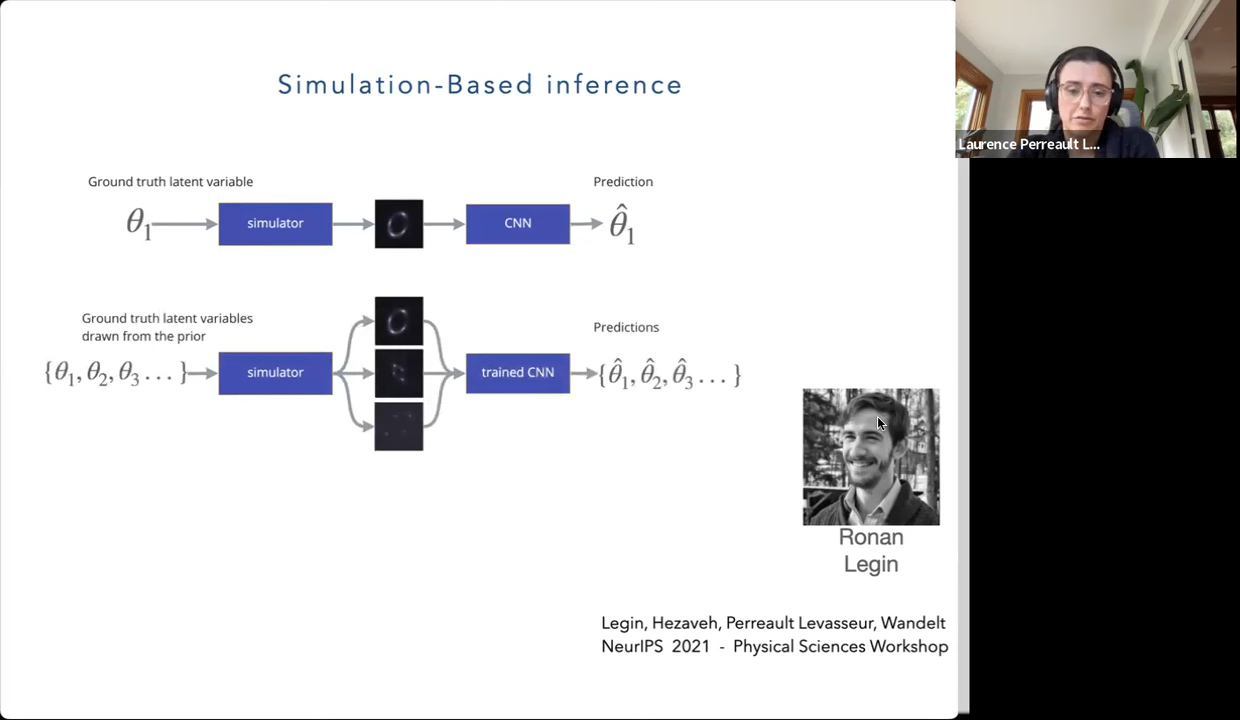 Simulation-Based inference
Laurence Perreault L...
Ground truth latent variable
Prediction
θ₁
simulator
CNN
θ̂₁
Ground truth latent variables
drawn from the prior
Predictions
{θ₁, θ₂, θ₃ . . . }
simulator
trained CNN
{θ̂₁, θ̂₂, θ̂₃ . . . }
Ronan
Legin
Legin, Hezaveh, Perreault Levasseur, Wandelt
NeurIPS 2021 - Physical Sciences Workshop